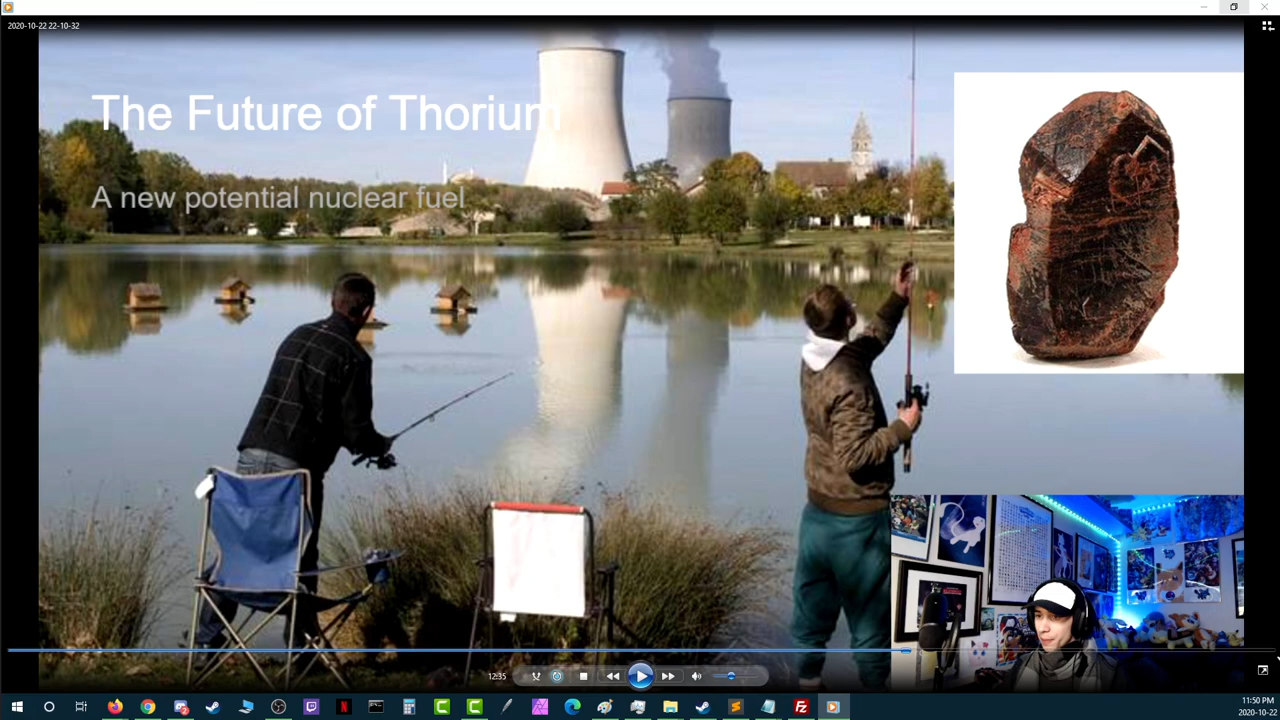 2020-10-22 22-10-32
The Future of Thorium
A new potential nuclear fuel
12:35
11:50 PM
2020-10-22